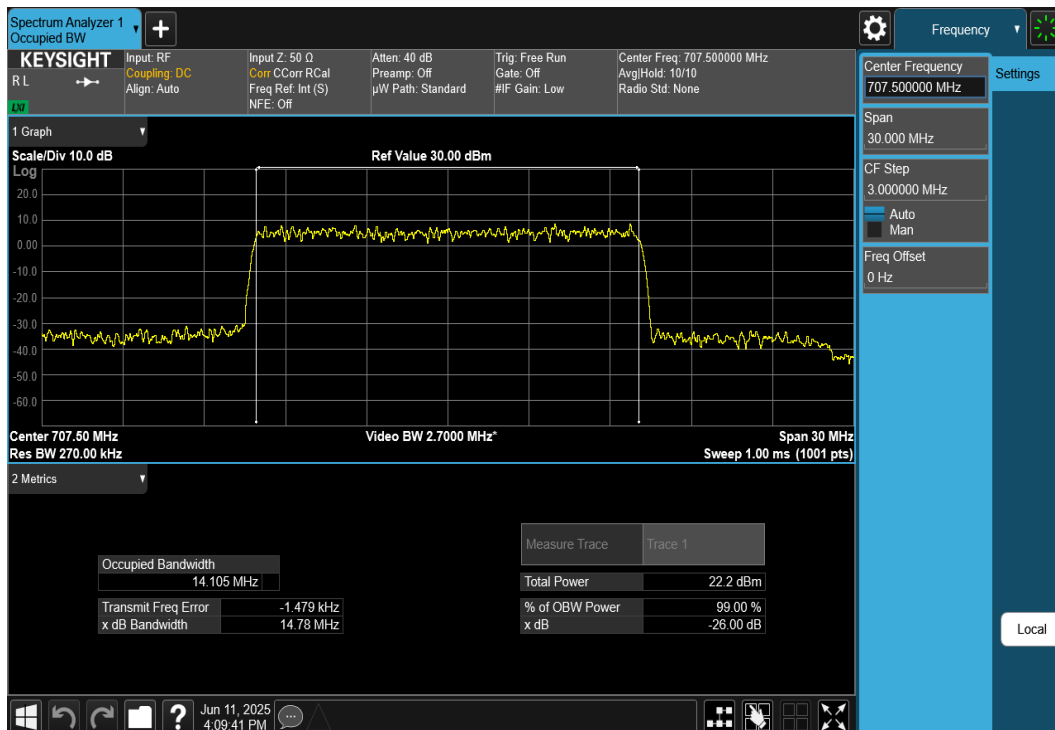 Spectrum Analyzer 1
Occupied BW
Frequency
KEYSIGHT
R L
LXI
Input: RF
Coupling: DC
Align: Auto
Input Z: 50 Ω
Corr CCorr RCal
Freq Ref: Int (S)
NFE: Off
Atten: 40 dB
Preamp: Off
µW Path: Standard
Trig: Free Run
Gate: Off
#IF Gain: Low
Center Freq: 707.500000 MHz
Avg|Hold: 10/10
Radio Std: None
Center Frequency
707.500000 MHz
Settings
Span
30.000 MHz
CF Step
3.000000 MHz
Auto
Man
Freq Offset
0 Hz
Local
1 Graph
Scale/Div 10.0 dB
Ref Value 30.00 dBm
Log
20.0
10.0
0.00
-10.0
-20.0
-30.0
-40.0
-50.0
-60.0
Center 707.50 MHz
Video BW 2.7000 MHz*
Span 30 MHz
Res BW 270.00 kHz
Sweep 1.00 ms (1001 pts)
2 Metrics
Measure Trace
Trace 1
Occupied Bandwidth
14.105 MHz
Total Power
22.2 dBm
Transmit Freq Error
-1.479 kHz
% of OBW Power
99.00 %
x dB Bandwidth
14.78 MHz
x dB
-26.00 dB
Jun 11, 2025
4:09:41 PM